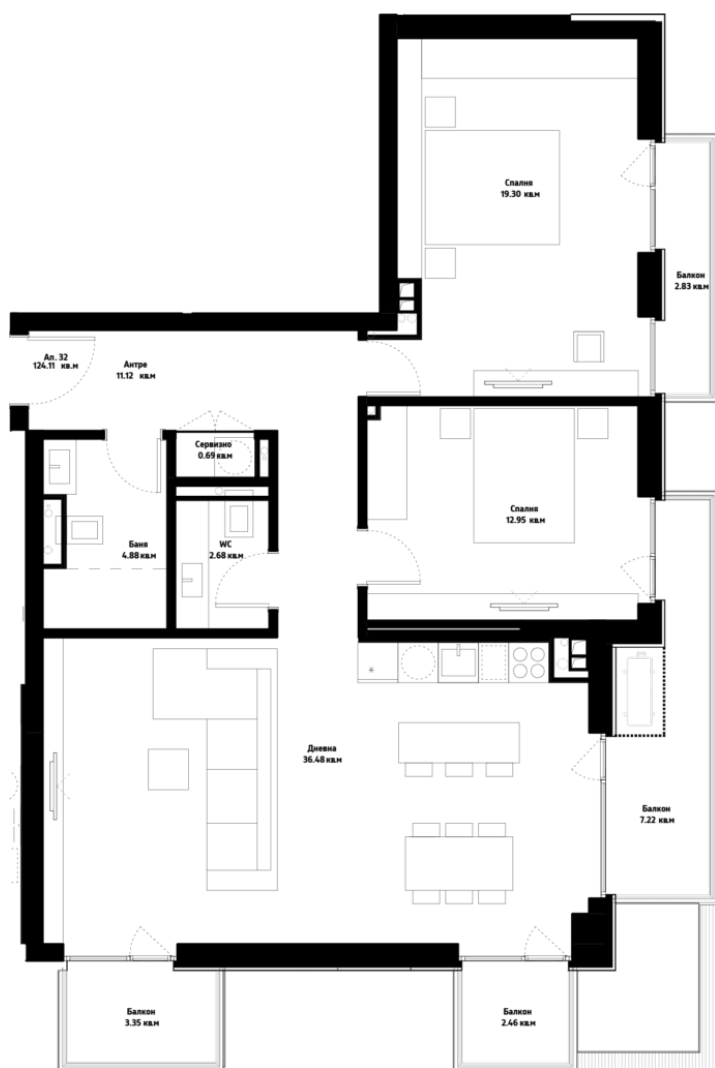 Спалня
19.30 кв.м
Балкон
2.83 кв.м
Ап. 32
124.11 кв.м
Антре
11.12 кв.м
Сервизно
0.69 кв.м
Спалня
12.95 кв.м
Баня
4.88 кв.м
WC
2.68 кв.м
Дневна
36.48 кв.м
Балкон
7.22 кв.м
Балкон
3.35 кв.м
Балкон
2.46 кв.м